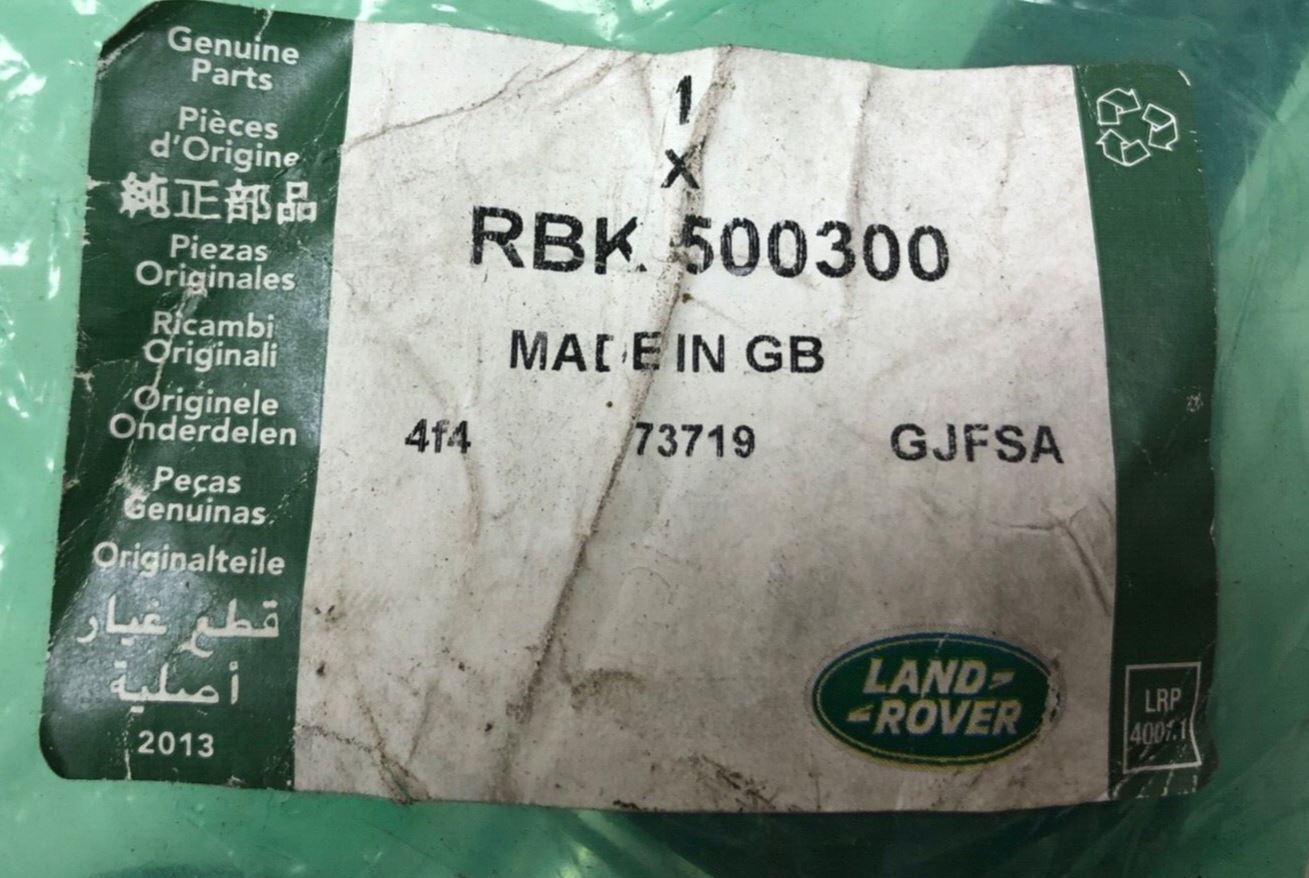 Genuine
Parts
Pièces
d'Origine
純正部品
Piezas
Originales
Ricambi
Originali
Originele
Onderdelen
Peças
Genuinas
Originalteile
قطع غيار
أصلية
2013
1
X
RBK 500300
MADE IN GB
4f4 73719 GJFSA
LAND-
-ROVER
LRP